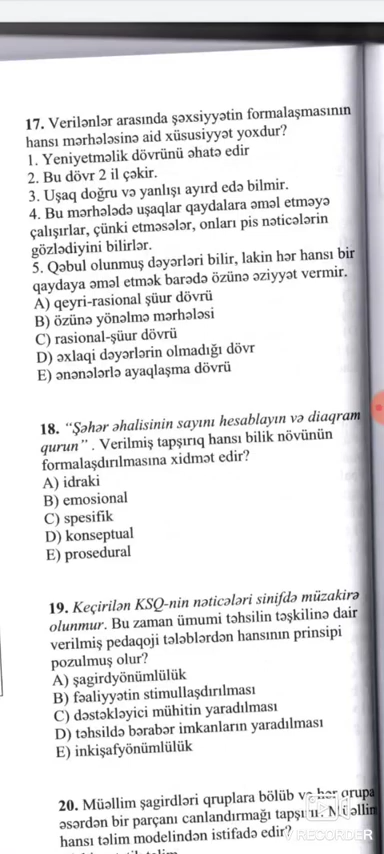 17. Verilənlər arasında şəxsiyyətin formalaşmasının
hansı mərhələsinə aid xüsusiyyət yoxdur?
1. Yeniyetməlik dövrünü əhatə edir
2. Bu dövr 2 il çəkir.
3. Uşaq doğru və yanlışı ayırd edə bilmir.
4. Bu mərhələdə uşaqlar qaydalara əməl etməyə
çalışırlar, çünki etməsələr, onları pis nəticələrin
gözlədiyini bilirlər.
5. Qəbul olunmuş dəyərləri bilir, lakin hər hansı bir
qaydaya əməl etmək barədə özünə əziyyət vermir.
A) qeyri-rasional şüur dövrü
B) özünə yönəlmə mərhələsi
C) rasional-şüur dövrü
D) əxlaqi dəyərlərin olmadığı dövr
E) ənənələrlə ayaqlaşma dövrü
18. “Şəhər əhalisinin sayını hesablayın və diaqram
qurun” . Verilmiş tapşırıq hansı bilik növünün
formalaşdırılmasına xidmət edir?
A) idraki
B) emosional
C) spesifik
D) konseptual
E) prosedural
19. Keçirilən KSQ-nin nəticələri sinifdə müzakirə
olunmur. Bu zaman ümumi təhsilin təşkilinə dair
verilmiş pedaqoji tələblərdən hansının prinsipi
pozulmuş olur?
A) şagirdyönümlülük
B) fəaliyyətin stimullaşdırılması
C) dəstəkləyici mühitin yaradılması
D) təhsildə bərabər imkanların yaradılması
E) inkişafyönümlülük
20. Müəllim şagirdləri qruplara bölüb və hər qrupa
əsərdən bir parçanı canlandırmağı Müəllim
hansı təlim modelindən istifadə edir?
RECORDER